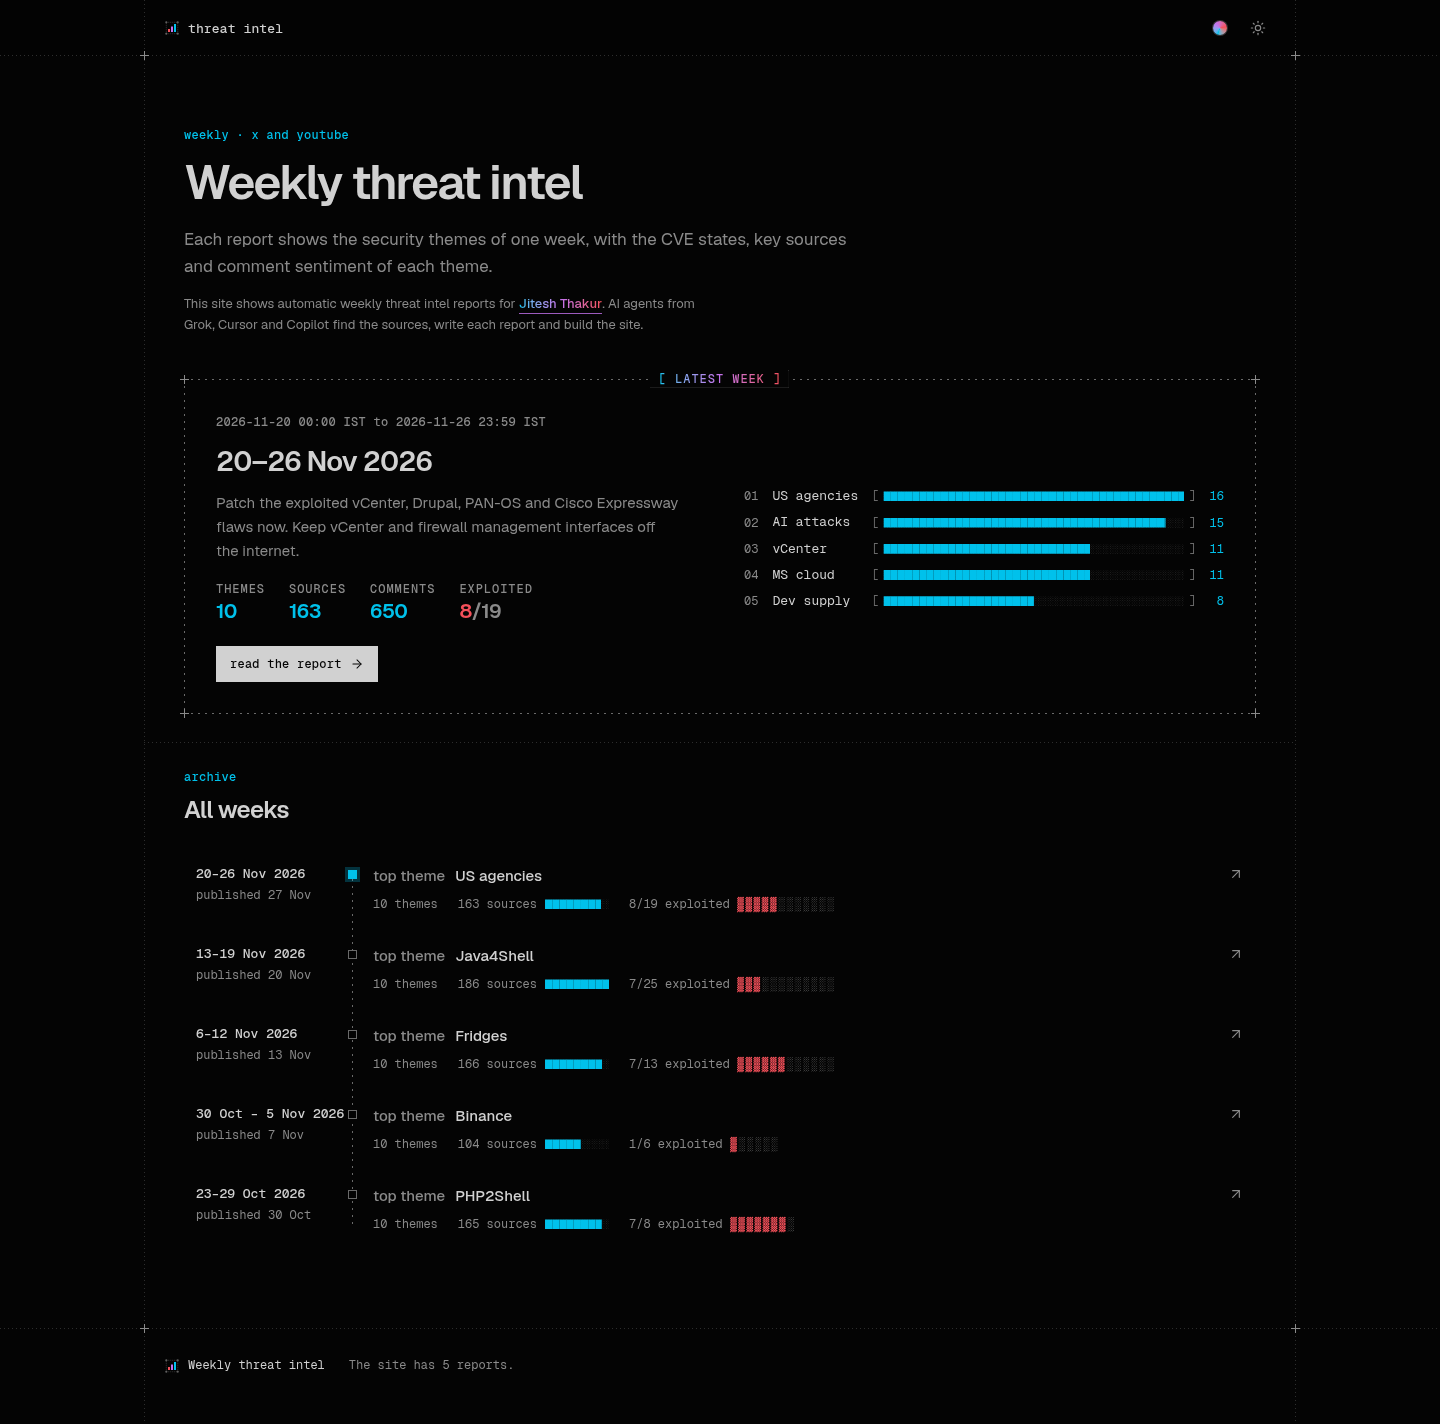 threat intel
weekly · x and youtube
Weekly threat intel
Each report shows the security themes of one week, with the CVE states, key sources
and comment sentiment of each theme.
This site shows automatic weekly threat intel reports for Jitesh Thakur. AI agents from
Grok, Cursor and Copilot find the sources, write each report and build the site.
[ LATEST WEEK ]
2026-11-20 00:00 IST to 2026-11-26 23:59 IST
20–26 Nov 2026
Patch the exploited vCenter, Drupal, PAN-OS and Cisco Expressway
flaws now. Keep vCenter and firewall management interfaces off
the internet.
THEMES SOURCES COMMENTS EXPLOITED
10 163 650 8/19
read the report →
01 US agencies [ ] 16
02 AI attacks [ ] 15
03 vCenter [ ] 11
04 MS cloud [ ] 11
05 Dev supply [ ] 8
archive
All weeks
20–26 Nov 2026 top theme US agencies
published 27 Nov 10 themes 163 sources 8/19 exploited
13–19 Nov 2026 top theme Java4Shell
published 20 Nov 10 themes 186 sources 7/25 exploited
6–12 Nov 2026 top theme Fridges
published 13 Nov 10 themes 166 sources 7/13 exploited
30 Oct – 5 Nov 2026 top theme Binance
published 7 Nov 10 themes 104 sources 1/6 exploited
23–29 Oct 2026 top theme PHP2Shell
published 30 Oct 10 themes 165 sources 7/8 exploited
Weekly threat intel The site has 5 reports.